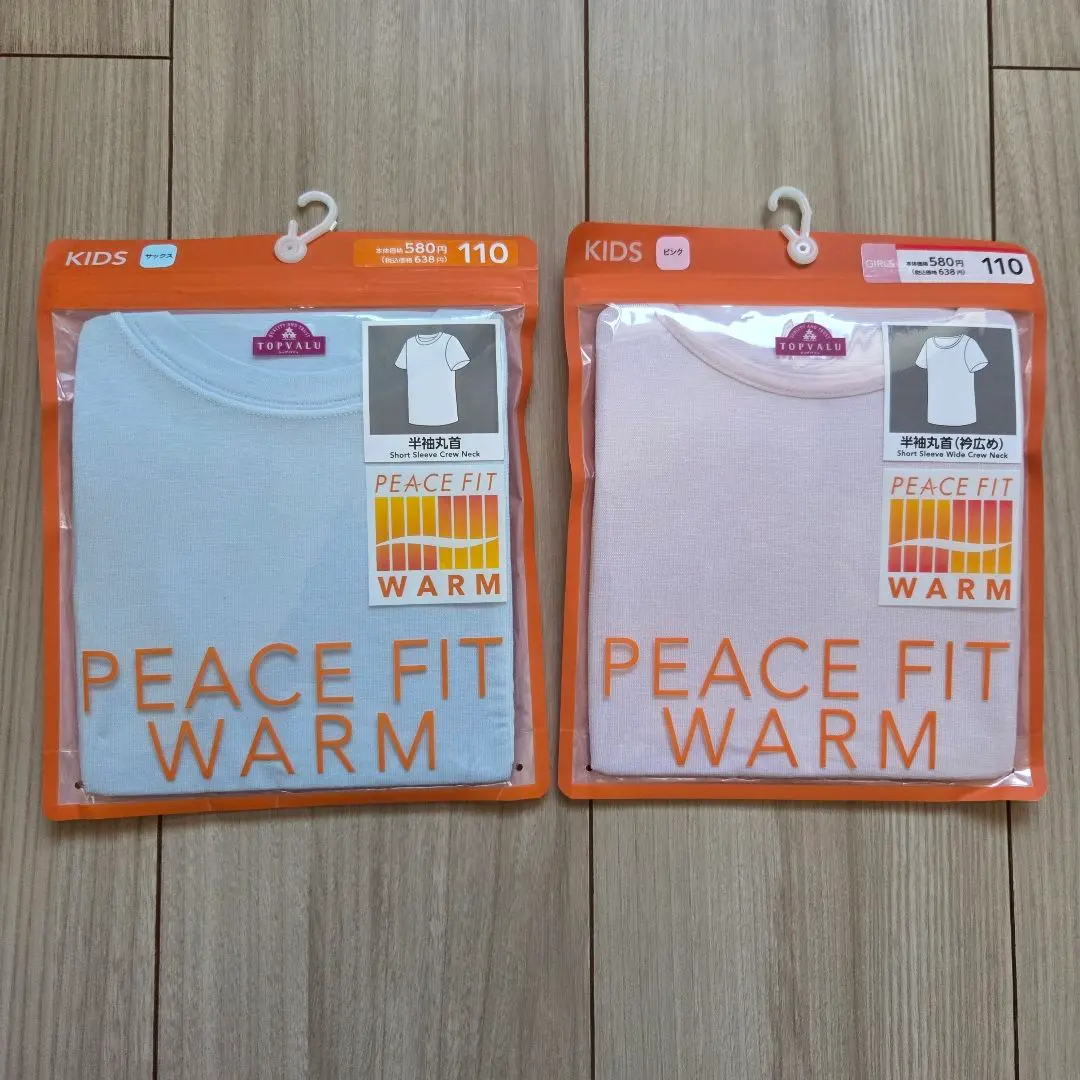 KIDS
サックス
本体価格 580円
(税込価格 638円)
110
TOPVALU
半袖丸首
Short Sleeve Crew Neck
PEACE FIT
WARM
PEACE FIT
WARM
KIDS
ピンク
GIRLS
本体価格 580円
(税込価格 638円)
110
TOPVALU
半袖丸首(衿広め)
Short Sleeve Wide Crew Neck
PEACE FIT
WARM
PEACE FIT
WARM